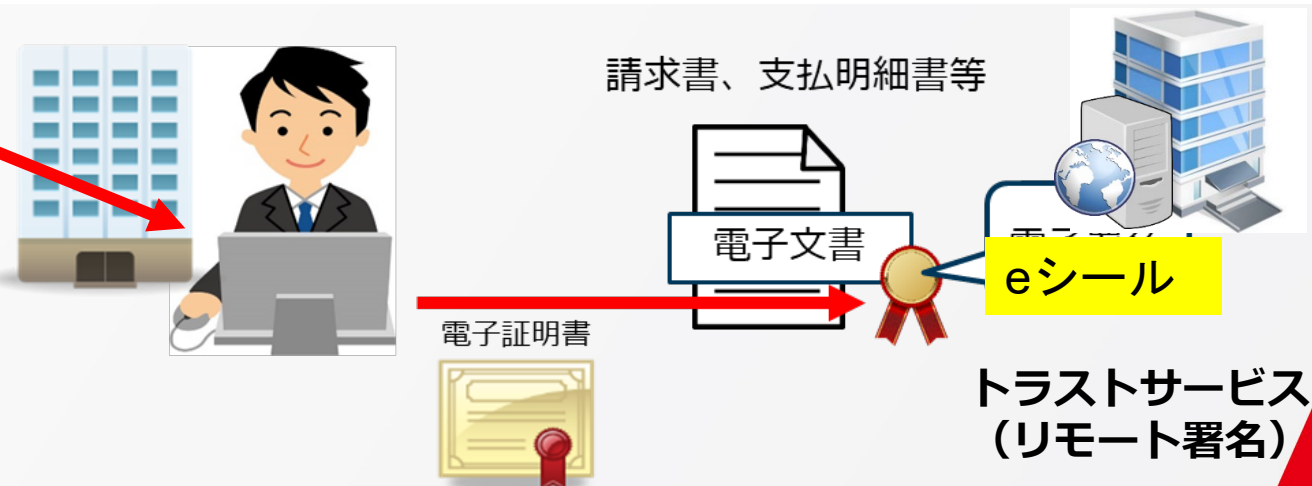 請求書、支払明細書等
電子文書
eシール
電子証明書
トラストサービス
（リモート署名）